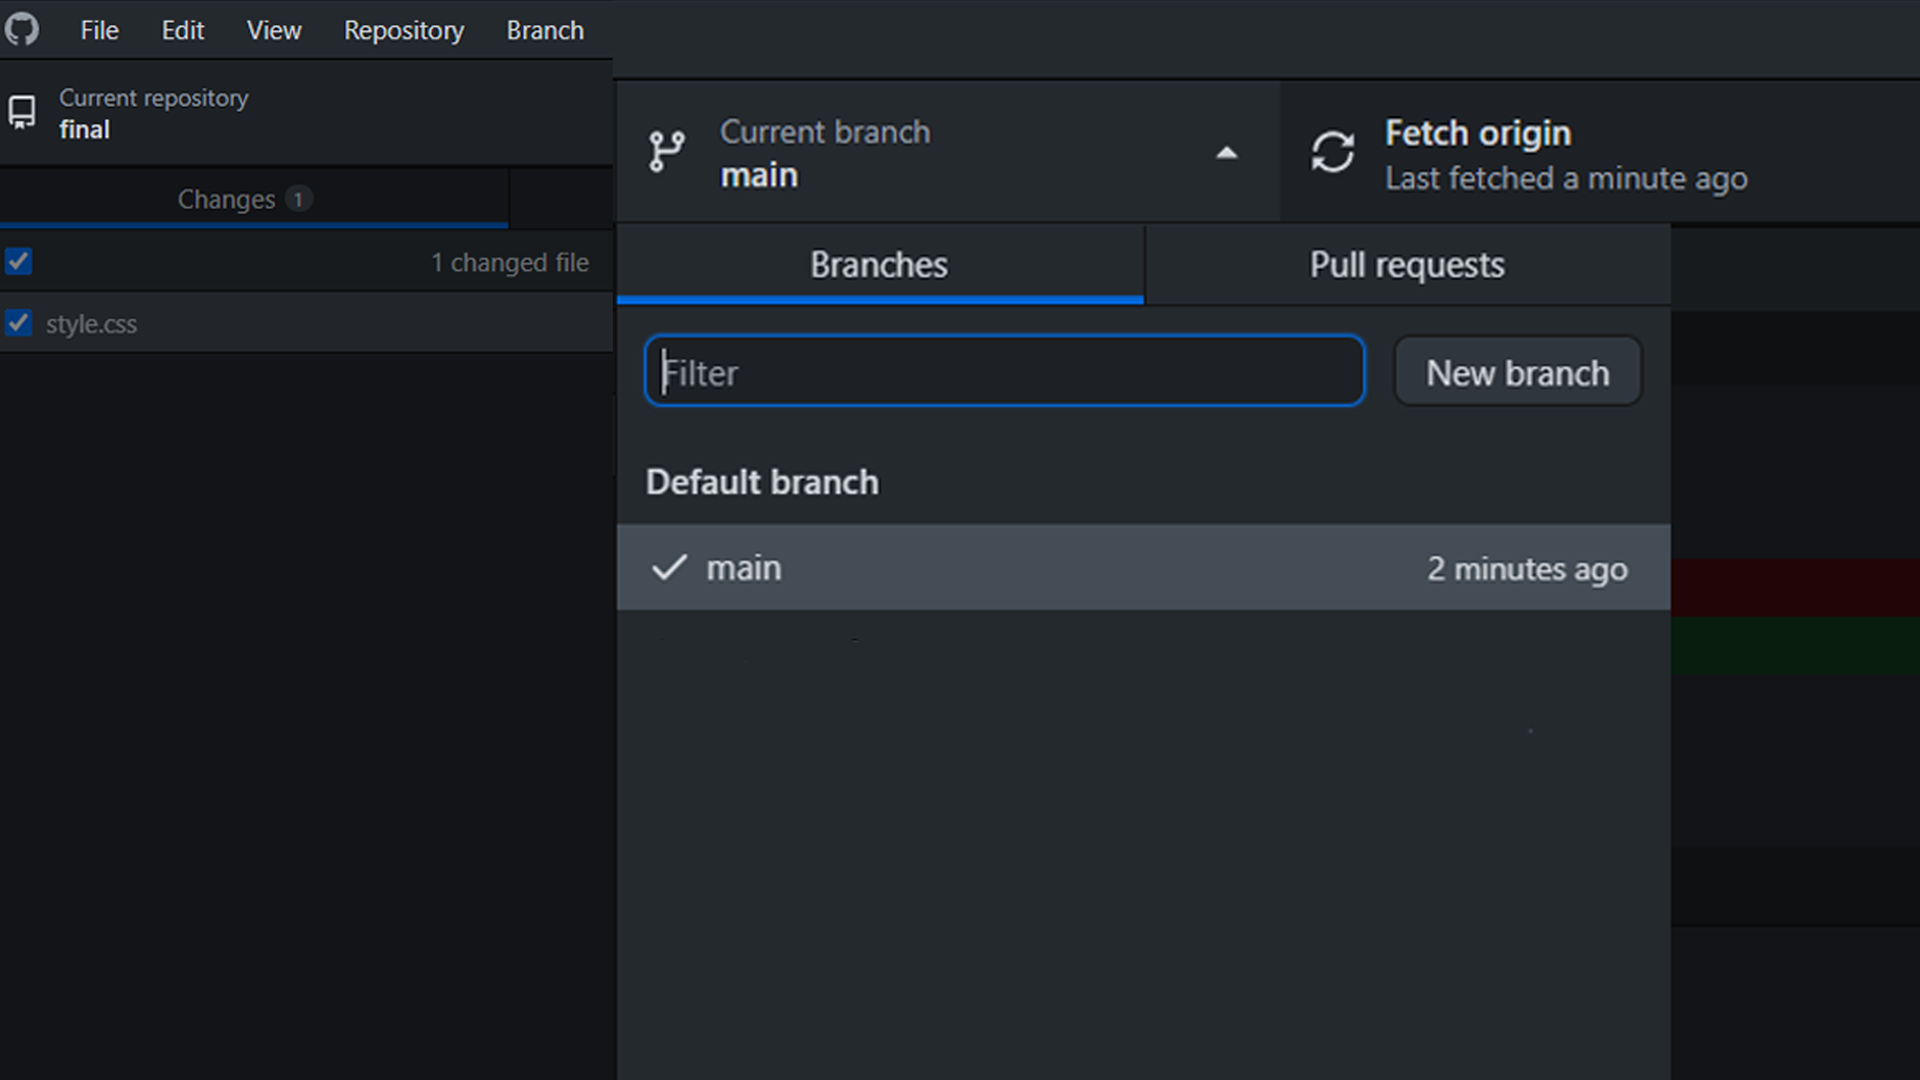 File Edit View Repository Branch
Current repository
final
Changes 1
1 changed file
style.css
Current branch
main
Fetch origin
Last fetched a minute ago
Branches
Pull requests
Filter
New branch
Default branch
main
2 minutes ago